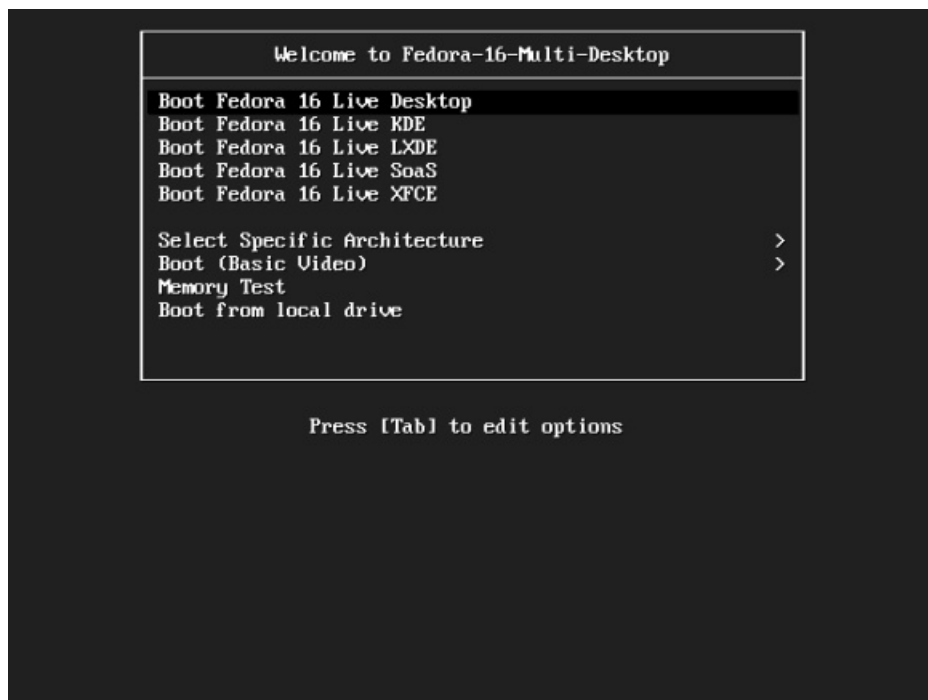 Welcome to Fedora-16-Multi-Desktop
Boot Fedora 16 Live Desktop
Boot Fedora 16 Live KDE
Boot Fedora 16 Live LXDE
Boot Fedora 16 Live SoaS
Boot Fedora 16 Live XFCE
Select Specific Architecture >
Boot (Basic Video) >
Memory Test
Boot from local drive
Press [Tab] to edit options